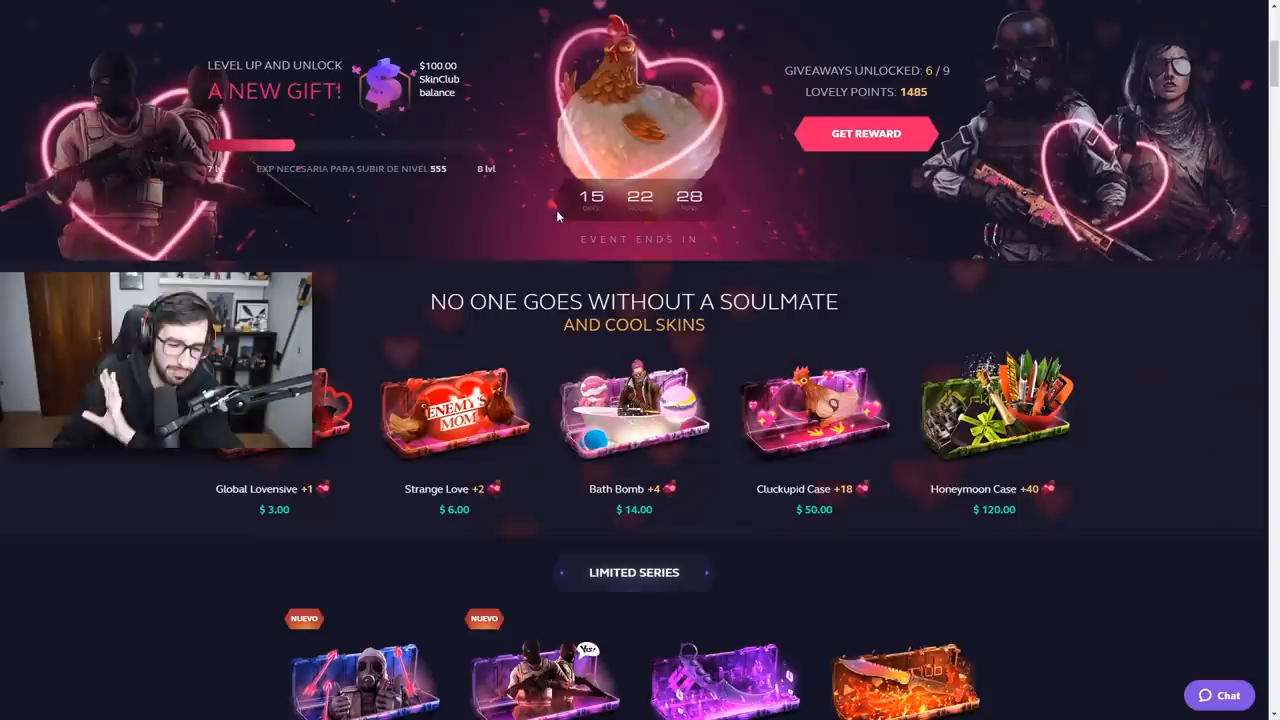 LEVEL UP AND UNLOCK
A NEW GIFT!
$100.00
SkinClub
balance
7 lvl
EXP NECESARIA PARA SUBIR DE NIVEL 555
8 lvl
15 22 28
EVENT ENDS IN
GIVEAWAYS UNLOCKED: 6 / 9
LOVELY POINTS: 1485
GET REWARD
NO ONE GOES WITHOUT A SOULMATE
AND COOL SKINS
ENEMY'S
MOM
Global Lovensive +1
$ 3.00
Strange Love +2
$ 6.00
Bath Bomb +4
$ 14.00
Cluckupid Case +18
$ 50.00
Honeymoon Case +40
$ 120.00
LIMITED SERIES
NUEVO
NUEVO
YES!
Chat